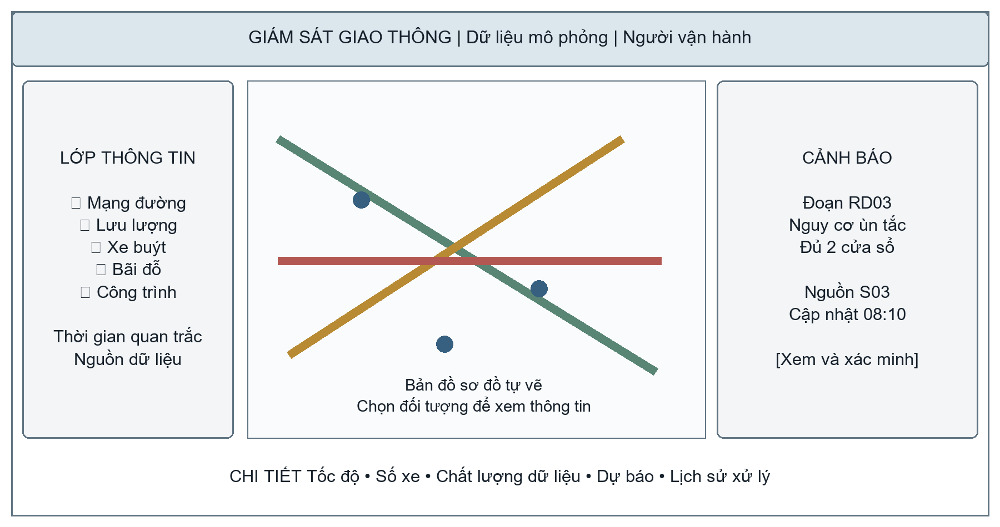 GIÁM SÁT GIAO THÔNG | Dữ liệu mô phỏng | Người vận hành
LỚP THÔNG TIN
□ Mạng đường
□ Lưu lượng
□ Xe buýt
□ Bãi đỗ
□ Công trình
Thời gian quan trắc
Nguồn dữ liệu
Bản đồ sơ đồ tự vẽ
Chọn đối tượng để xem thông tin
CẢNH BÁO
Đoạn RD03
Nguy cơ ùn tắc
Đủ 2 cửa sổ
Nguồn S03
Cập nhật 08:10
[Xem và xác minh]
CHI TIẾT Tốc độ • Số xe • Chất lượng dữ liệu • Dự báo • Lịch sử xử lý